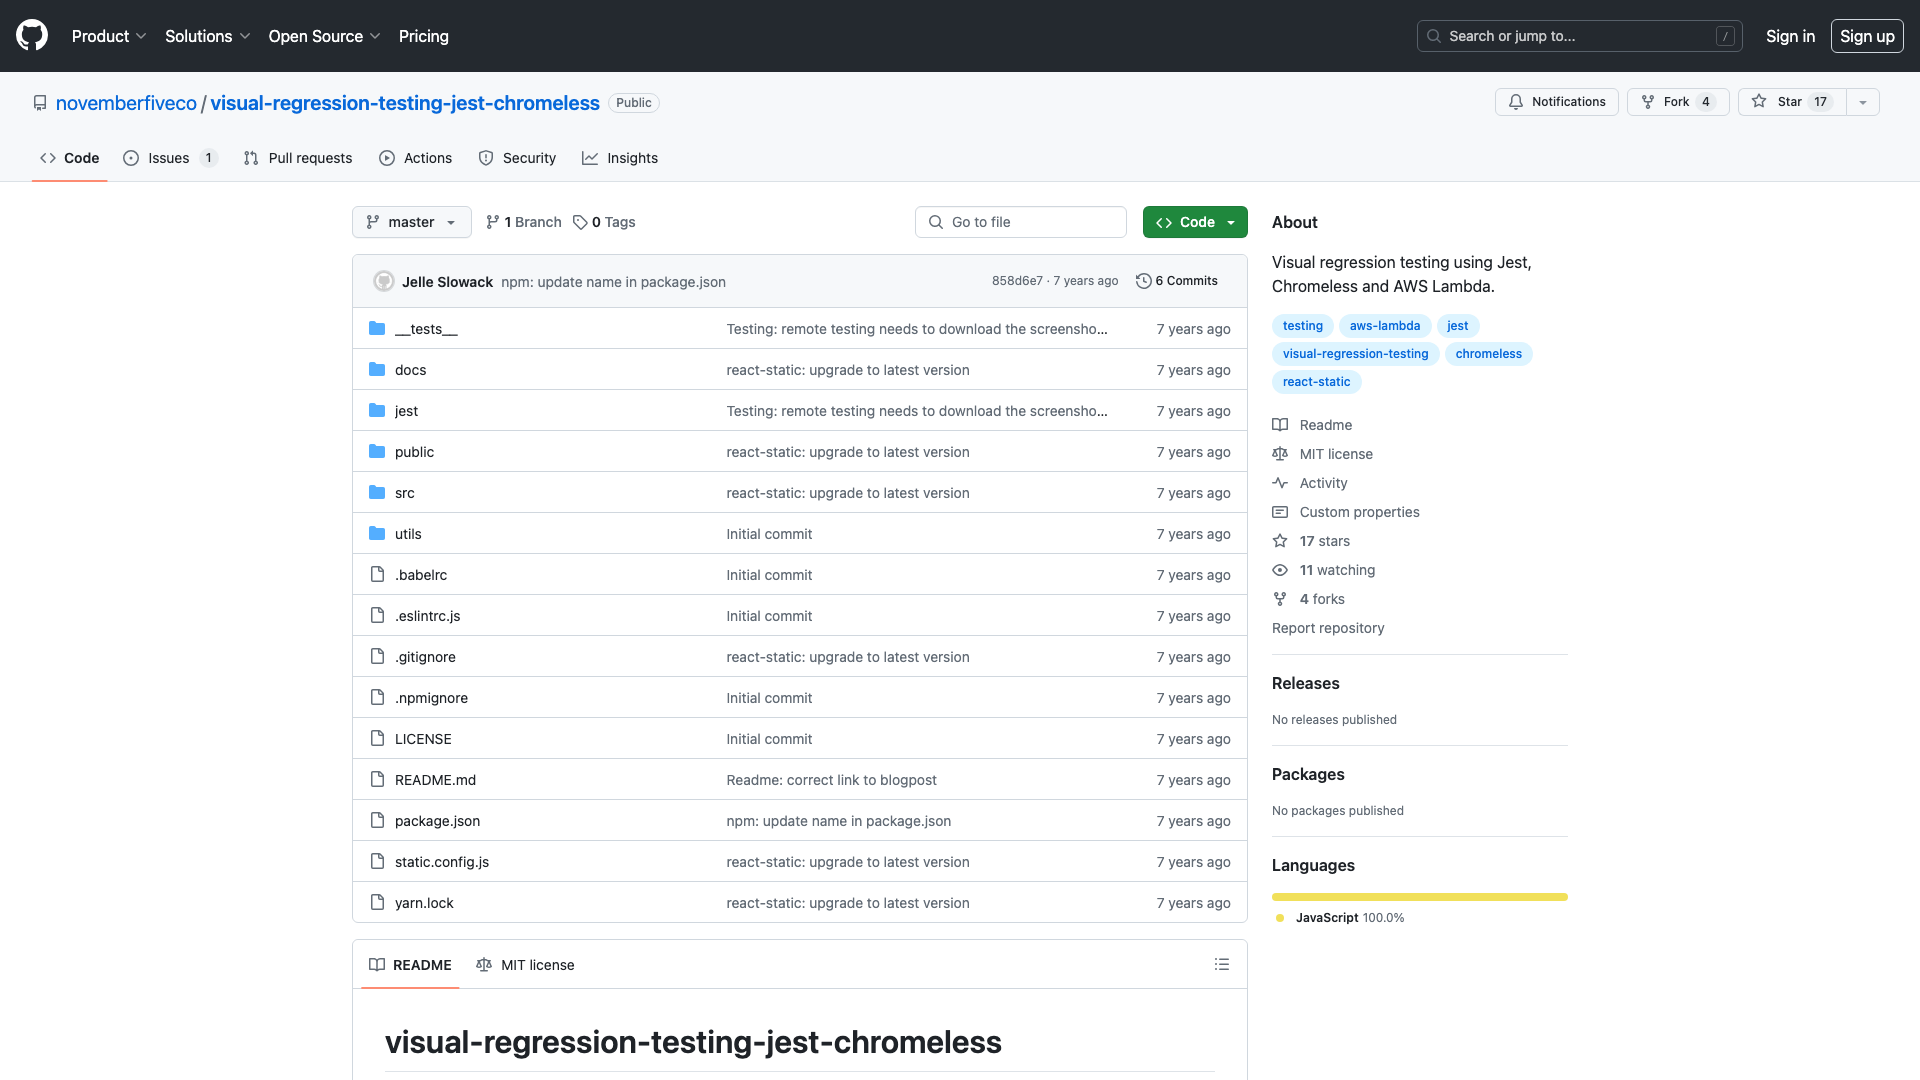 Product Solutions Open Source Pricing Search or jump to... / Sign in Sign up
novemberfiveco / visual-regression-testing-jest-chromeless Public Notifications Fork 4 Star 17
Code Issues 1 Pull requests Actions Security Insights
master 1 Branch 0 Tags Go to file Code
Jelle Slowack npm: update name in package.json 858d6e7 · 7 years ago 6 Commits
__tests__ Testing: remote testing needs to download the screensho... 7 years ago
docs react-static: upgrade to latest version 7 years ago
jest Testing: remote testing needs to download the screensho... 7 years ago
public react-static: upgrade to latest version 7 years ago
src react-static: upgrade to latest version 7 years ago
utils Initial commit 7 years ago
.babelrc Initial commit 7 years ago
.eslintrc.js Initial commit 7 years ago
.gitignore react-static: upgrade to latest version 7 years ago
.npmignore Initial commit 7 years ago
LICENSE Initial commit 7 years ago
README.md Readme: correct link to blogpost 7 years ago
package.json npm: update name in package.json 7 years ago
static.config.js react-static: upgrade to latest version 7 years ago
yarn.lock react-static: upgrade to latest version 7 years ago
README MIT license
visual-regression-testing-jest-chromeless
About
Visual regression testing using Jest,
Chromeless and AWS Lambda.
testing aws-lambda jest
visual-regression-testing chromeless
react-static
Readme
MIT license
Activity
Custom properties
17 stars
11 watching
4 forks
Report repository
Releases
No releases published
Packages
No packages published
Languages
JavaScript 100.0%